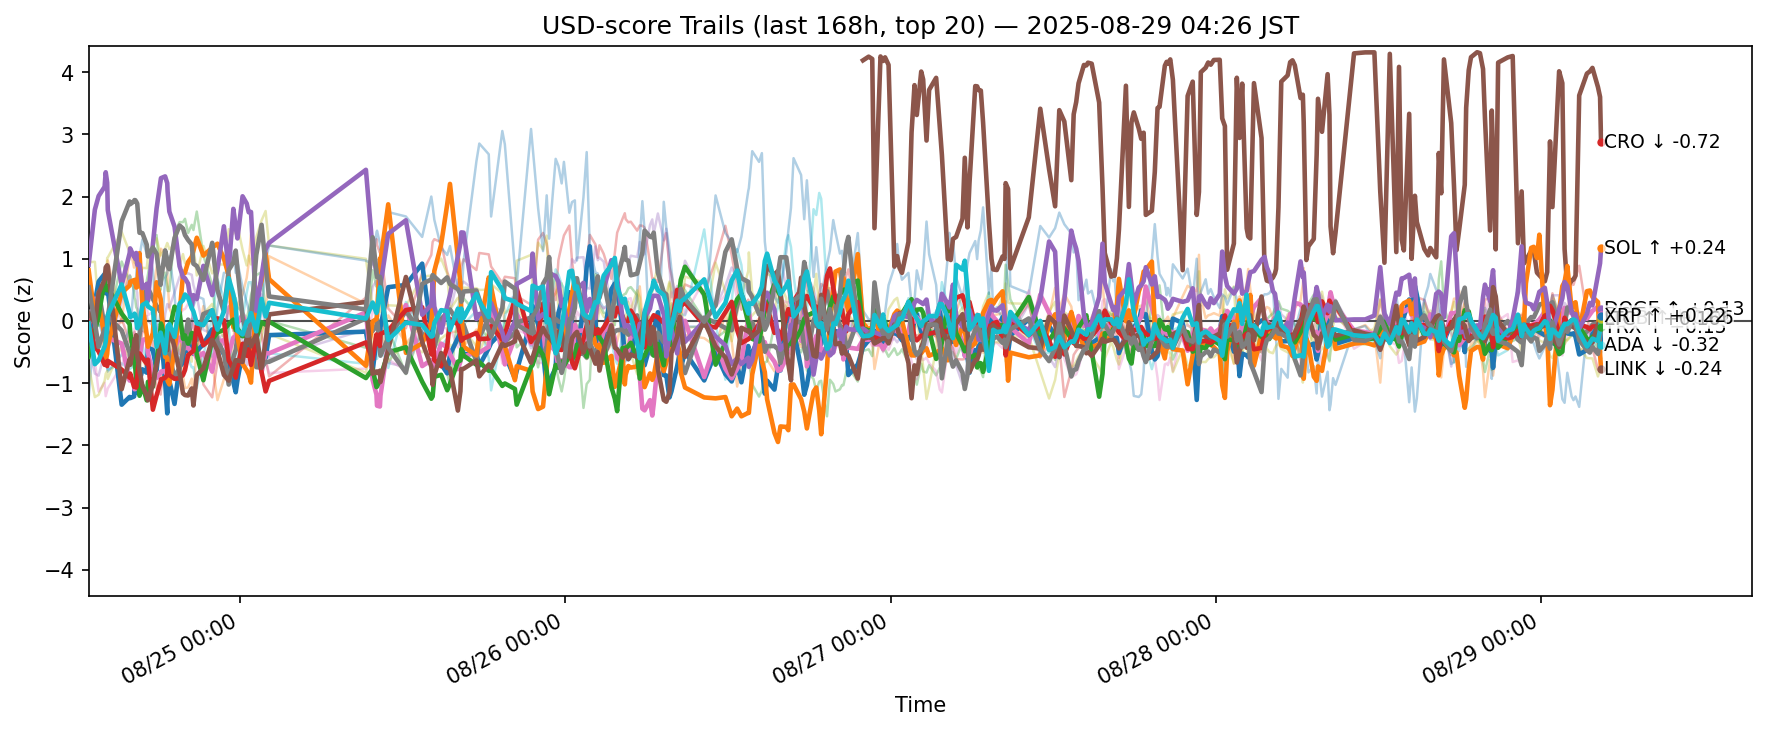 USD-score Trails (last 168h, top 20) — 2025-08-29 04:26 JST
Score (z)
4
3
2
1
0
−1
−2
−3
−4
CRO ↓ -0.72
SOL ↑ +0.24
XRP ↑
ADA ↓ -0.32
LINK ↓ -0.24
08/25 00:00
08/26 00:00
08/27 00:00
08/28 00:00
08/29 00:00
Time